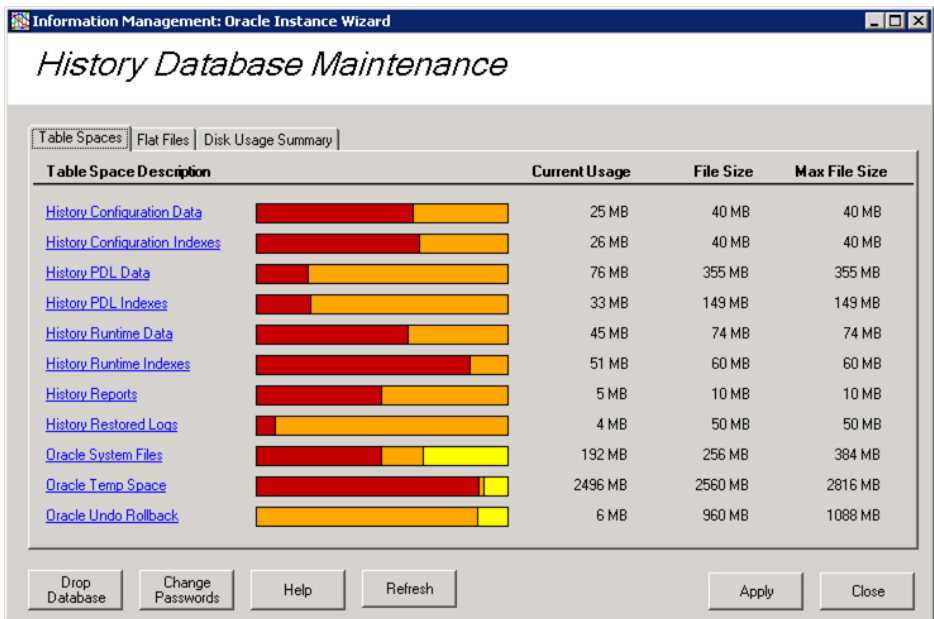 Information Management: Oracle Instance Wizard
History Database Maintenance
Table Spaces Flat Files Disk Usage Summary
Table Space Description Current Usage File Size Max File Size
History Configuration Data 25 MB 40 MB 40 MB
History Configuration Indexes 26 MB 40 MB 40 MB
History PDL Data 76 MB 355 MB 355 MB
History PDL Indexes 33 MB 149 MB 149 MB
History Runtime Data 45 MB 74 MB 74 MB
History Runtime Indexes 51 MB 60 MB 60 MB
History Reports 5 MB 10 MB 10 MB
History Restored Logs 4 MB 50 MB 50 MB
Oracle System Files 192 MB 256 MB 384 MB
Oracle Temp Space 2496 MB 2560 MB 2816 MB
Oracle Undo Rollback 6 MB 960 MB 1088 MB
Drop Database Change Passwords Help Refresh Apply Close